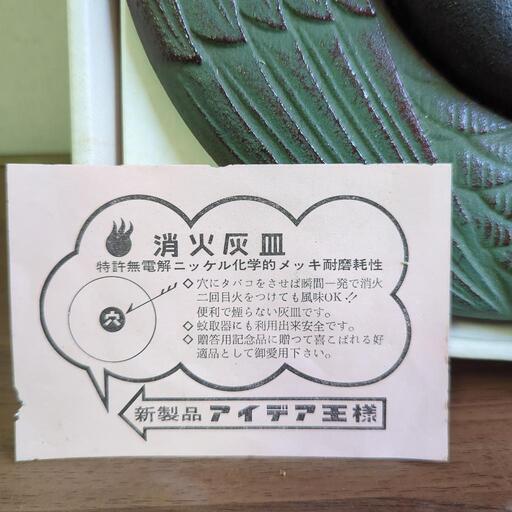 消火灰皿
特許無電解ニッケル化学的メッキ耐磨耗性
◇穴にタバコをさせば瞬間一発で消火
二回目火をつけても風味OK.!!
便利で煙らない灰皿です。
◇蚊取器にも利用出来安全です。
◇贈答用記念品に贈つて喜こばれる好
適品として御愛用下さい。
穴
新製品 アイデア王様